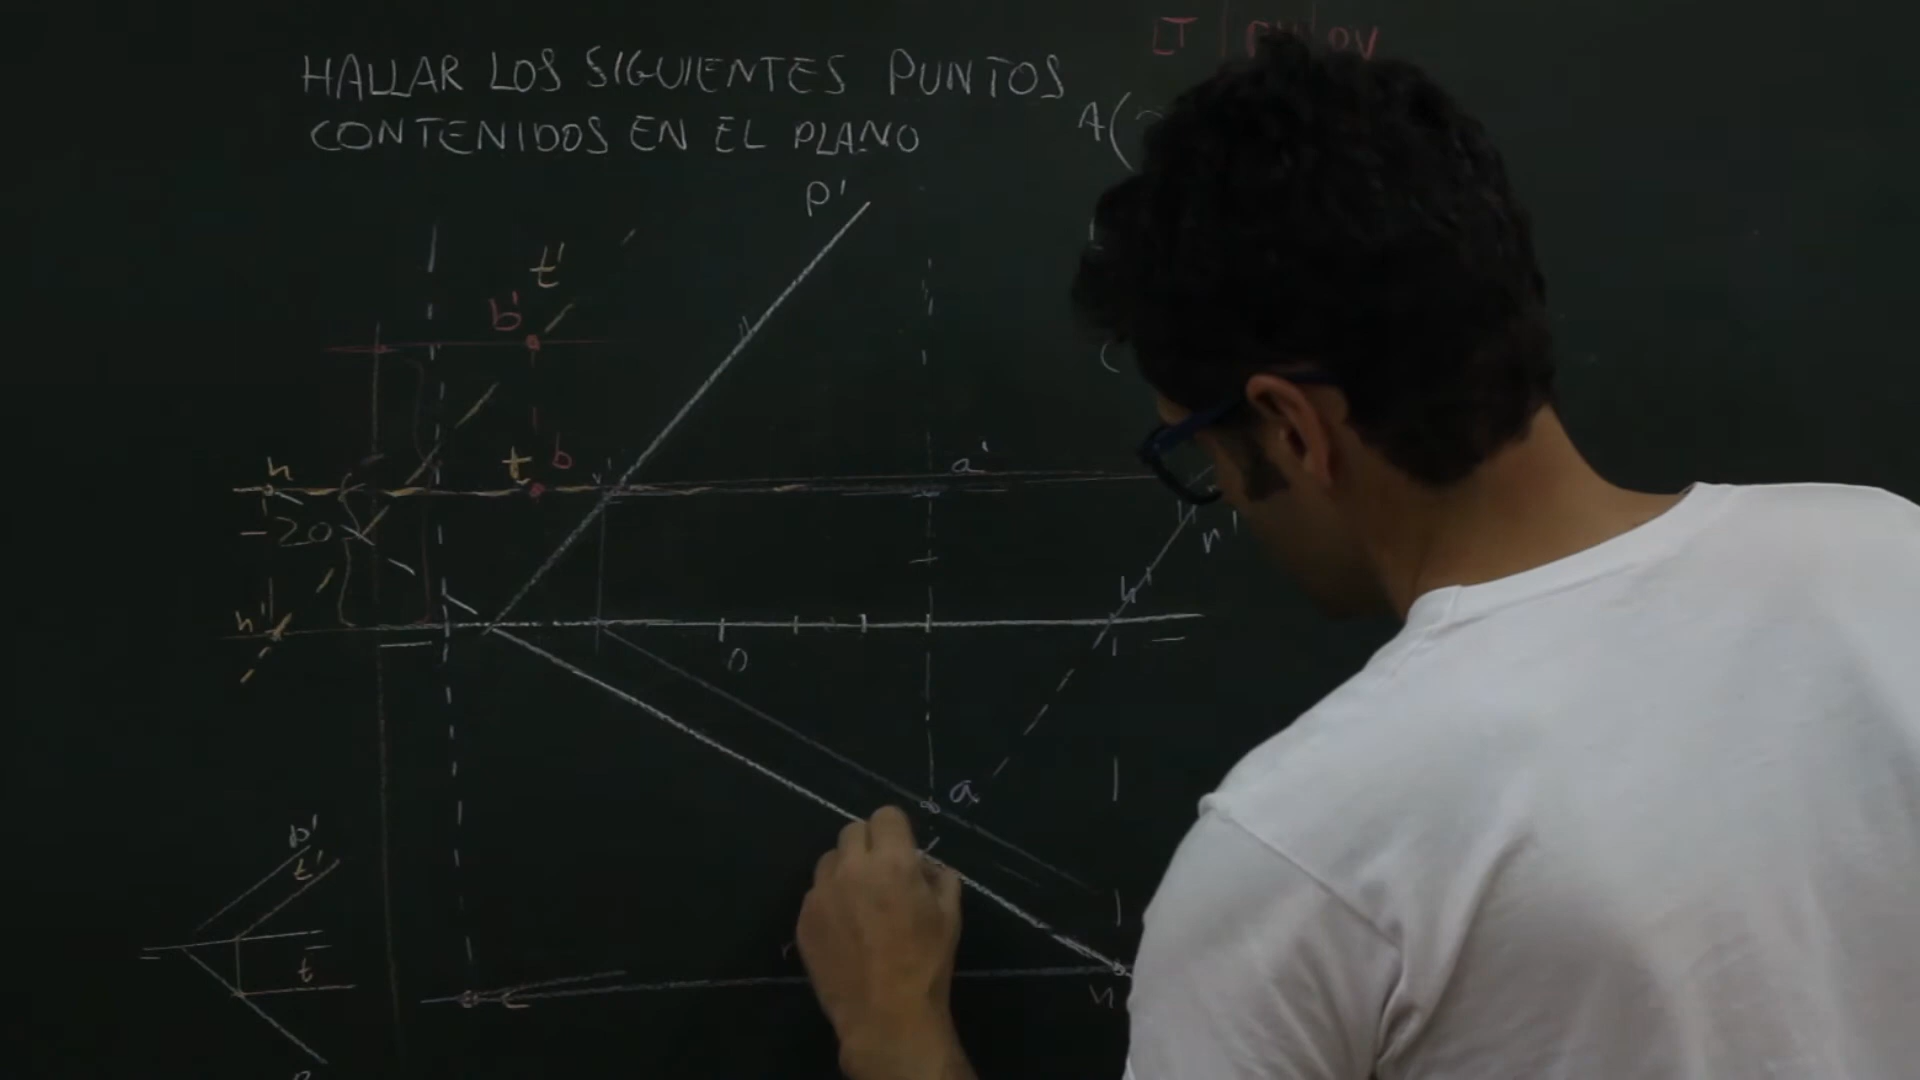 HALLAR LOS SIGUIENTES PUNTOS
CONTENIDOS EN EL PLANO
LT
A(
p'
t'
b'
h
t
b
v'
a'
-20
r'
h'
h'
0
a
p'
t'
t
c
h